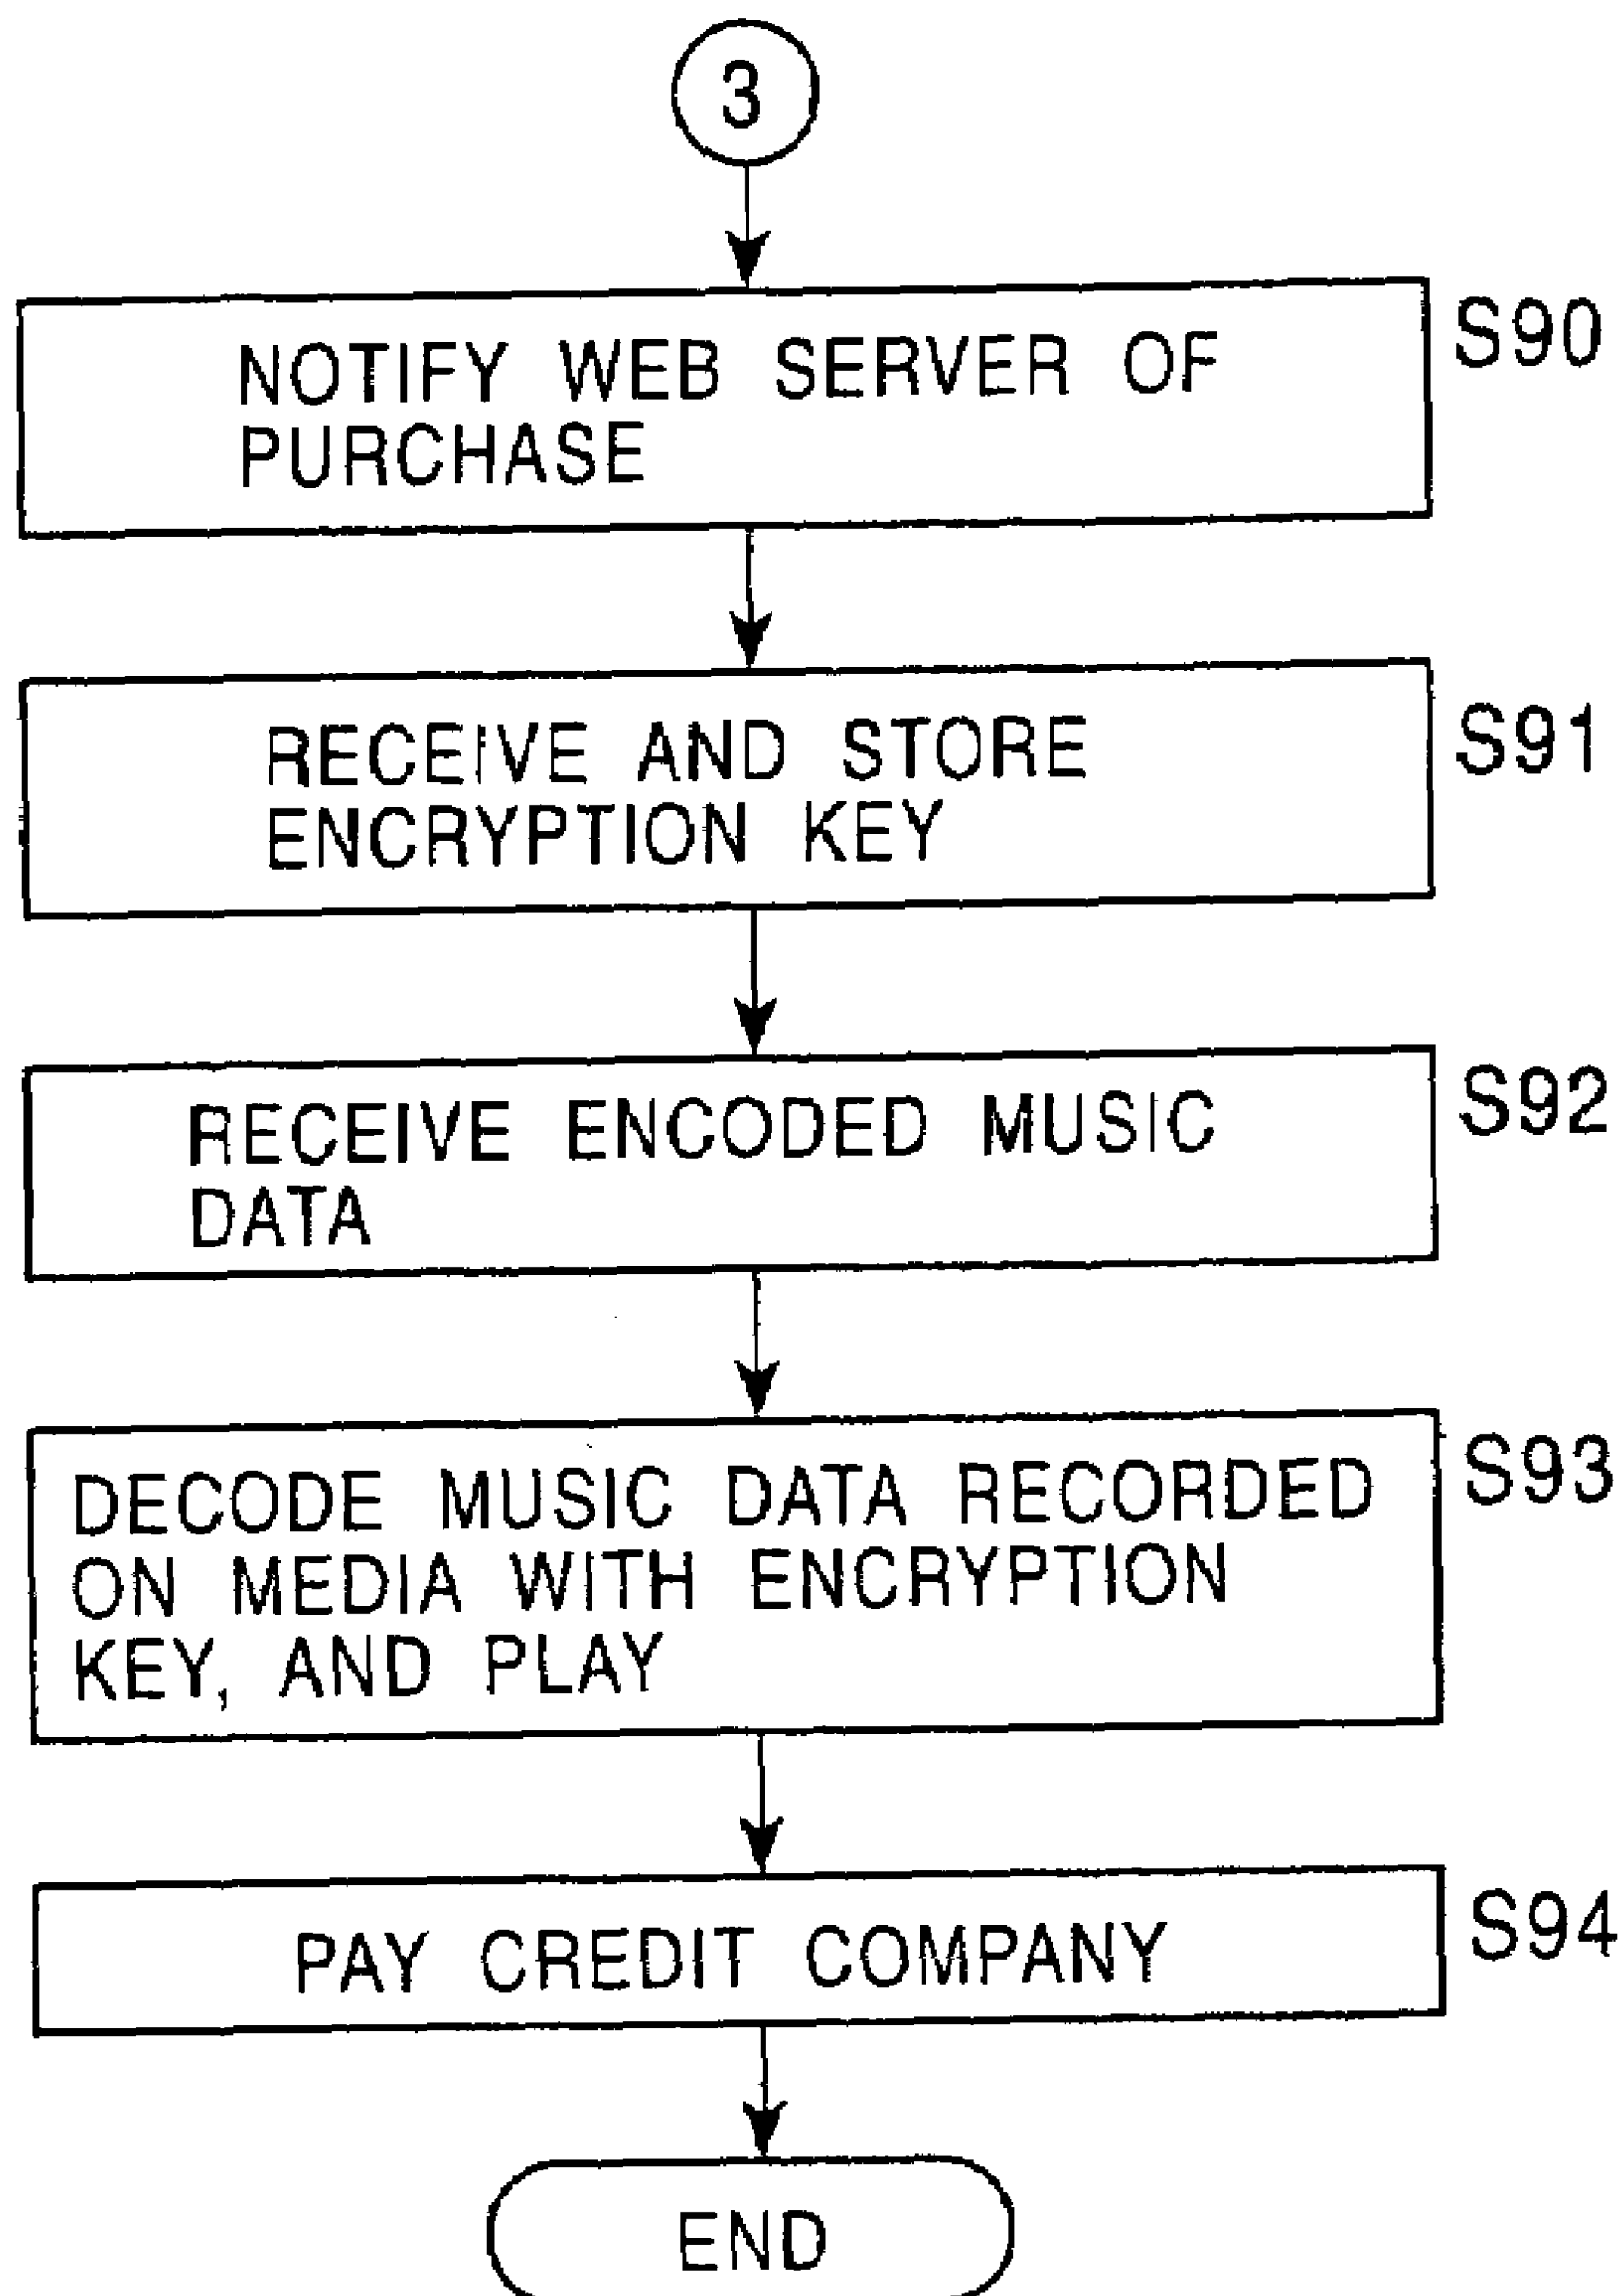 3
NOTIFY WEB SERVER OF
PURCHASE
S90
RECEIVE AND STORE
ENCRYPTION KEY
S91
RECEIVE ENCODED MUSIC
DATA
S92
DECODE MUSIC DATA RECORDED
ON MEDIA WITH ENCRYPTION
KEY, AND PLAY
S93
PAY CREDIT COMPANY
S94
END